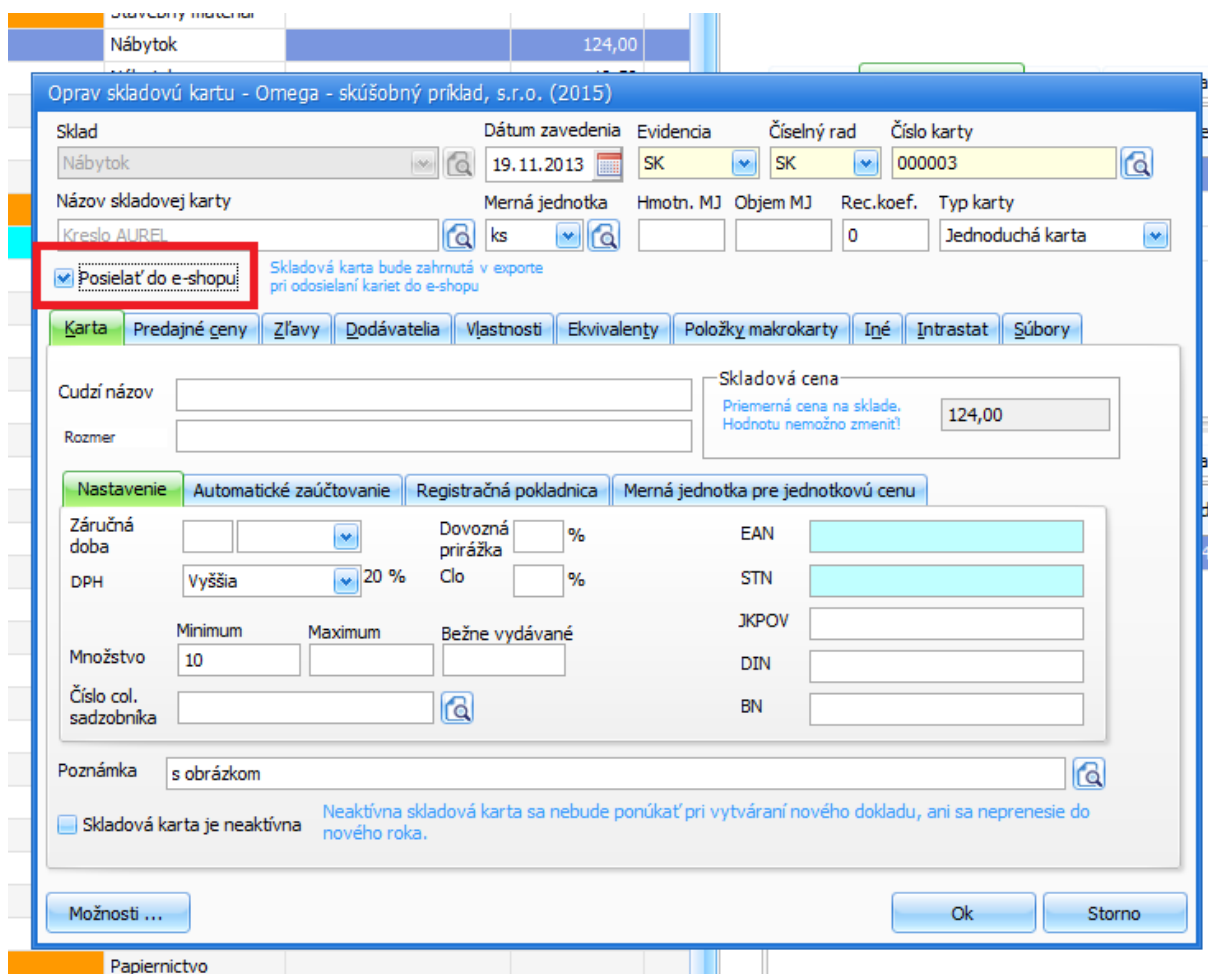 Stavebný materiál
Nábytok 124,00
Oprav skladovú kartu - Omega - skúšobný príklad, s.r.o. (2015)
Sklad Dátum zavedenia Evidencia Číselný rad Číslo karty
Nábytok 19.11.2013 SK SK 000003
Názov skladovej karty Merná jednotka Hmotn. MJ Objem MJ Rec.koef. Typ karty
Kreslo AUREL ks 0 Jednoduchá karta
Posielať do e-shopu
Skladová karta bude zahrnutá v exporte
pri odosielaní kariet do e-shopu
Karta Predajné ceny Zľavy Dodávatelia Vlastnosti Ekvivalenty Položky makrokarty Iné Intrastat Súbory
Cudzí názov
Rozmer
Skladová cena
Priemerná cena na sklade.
Hodnotu nemožno zmeniť!
124,00
Nastavenie Automatické zaúčtovanie Registračná pokladnica Merná jednotka pre jednotkovú cenu
Záručná
doba
Dovozná
prirážka
%
EAN
DPH Vyššia 20 % Clo % STN
JKPOV
Minimum Maximum Bežne vydávané
Množstvo 10
DIN
Číslo col.
sadzobníka
BN
Poznámka s obrázkom
Skladová karta je neaktívna
Neaktívna skladová karta sa nebude ponúkať pri vytváraní nového dokladu, ani sa neprenesie do
nového roka.
Možnosti ... Ok Storno
Papiernictvo